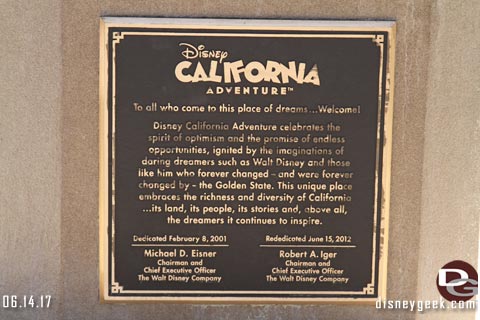 Disney
CALIFORNIA
ADVENTURE™
To all who come to this place of dreams...Welcome!
Disney California Adventure celebrates the
spirit of optimism and the promise of endless
opportunities, ignited by the imaginations of
daring dreamers such as Walt Disney and those
like him who forever changed – and were forever
changed by – the Golden State. This unique place
embraces the richness and diversity of California
...its land, its people, its stories and, above all,
the dreamers it continues to inspire.
Dedicated February 8, 2001
Michael D. Eisner
Chairman and
Chief Executive Officer
The Walt Disney Company
Rededicated June 15, 2012
Robert A. Iger
Chairman and
Chief Executive Officer
The Walt Disney Company
06.14.17
DG
disneygeek.com